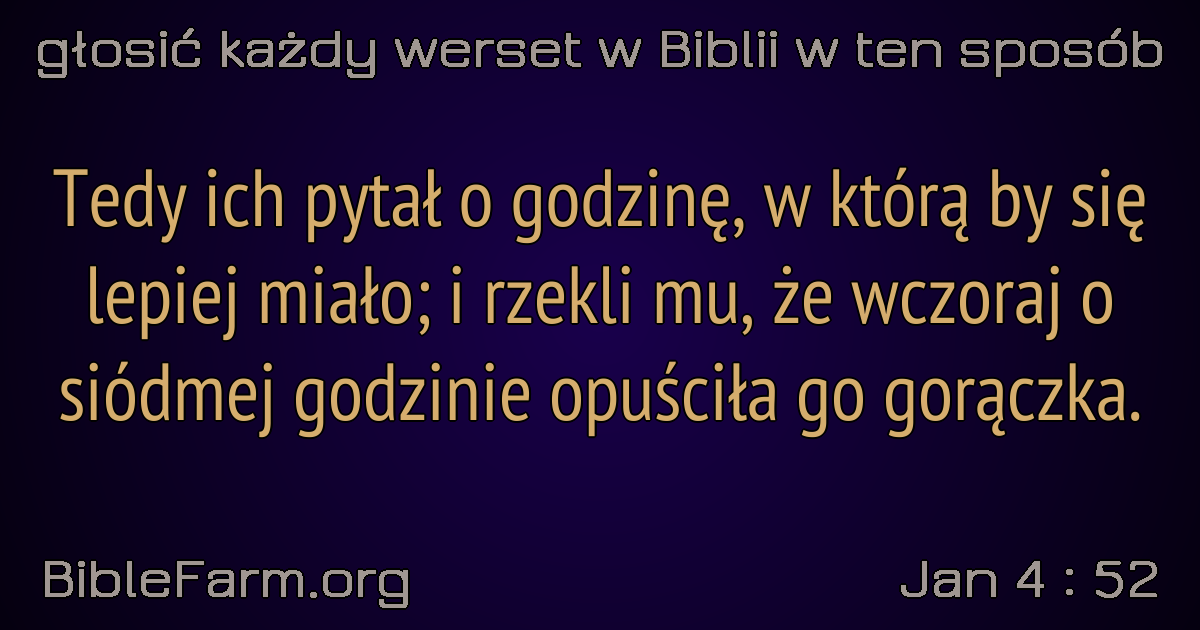 głosić każdy werset w Biblii w ten sposób
Tedy ich pytał o godzinę, w którą by się
lepiej miało; i rzekli mu, że wczoraj o
siódmej godzinie opuściła go gorączka.
BibleFarm.org
Jan 4 : 52